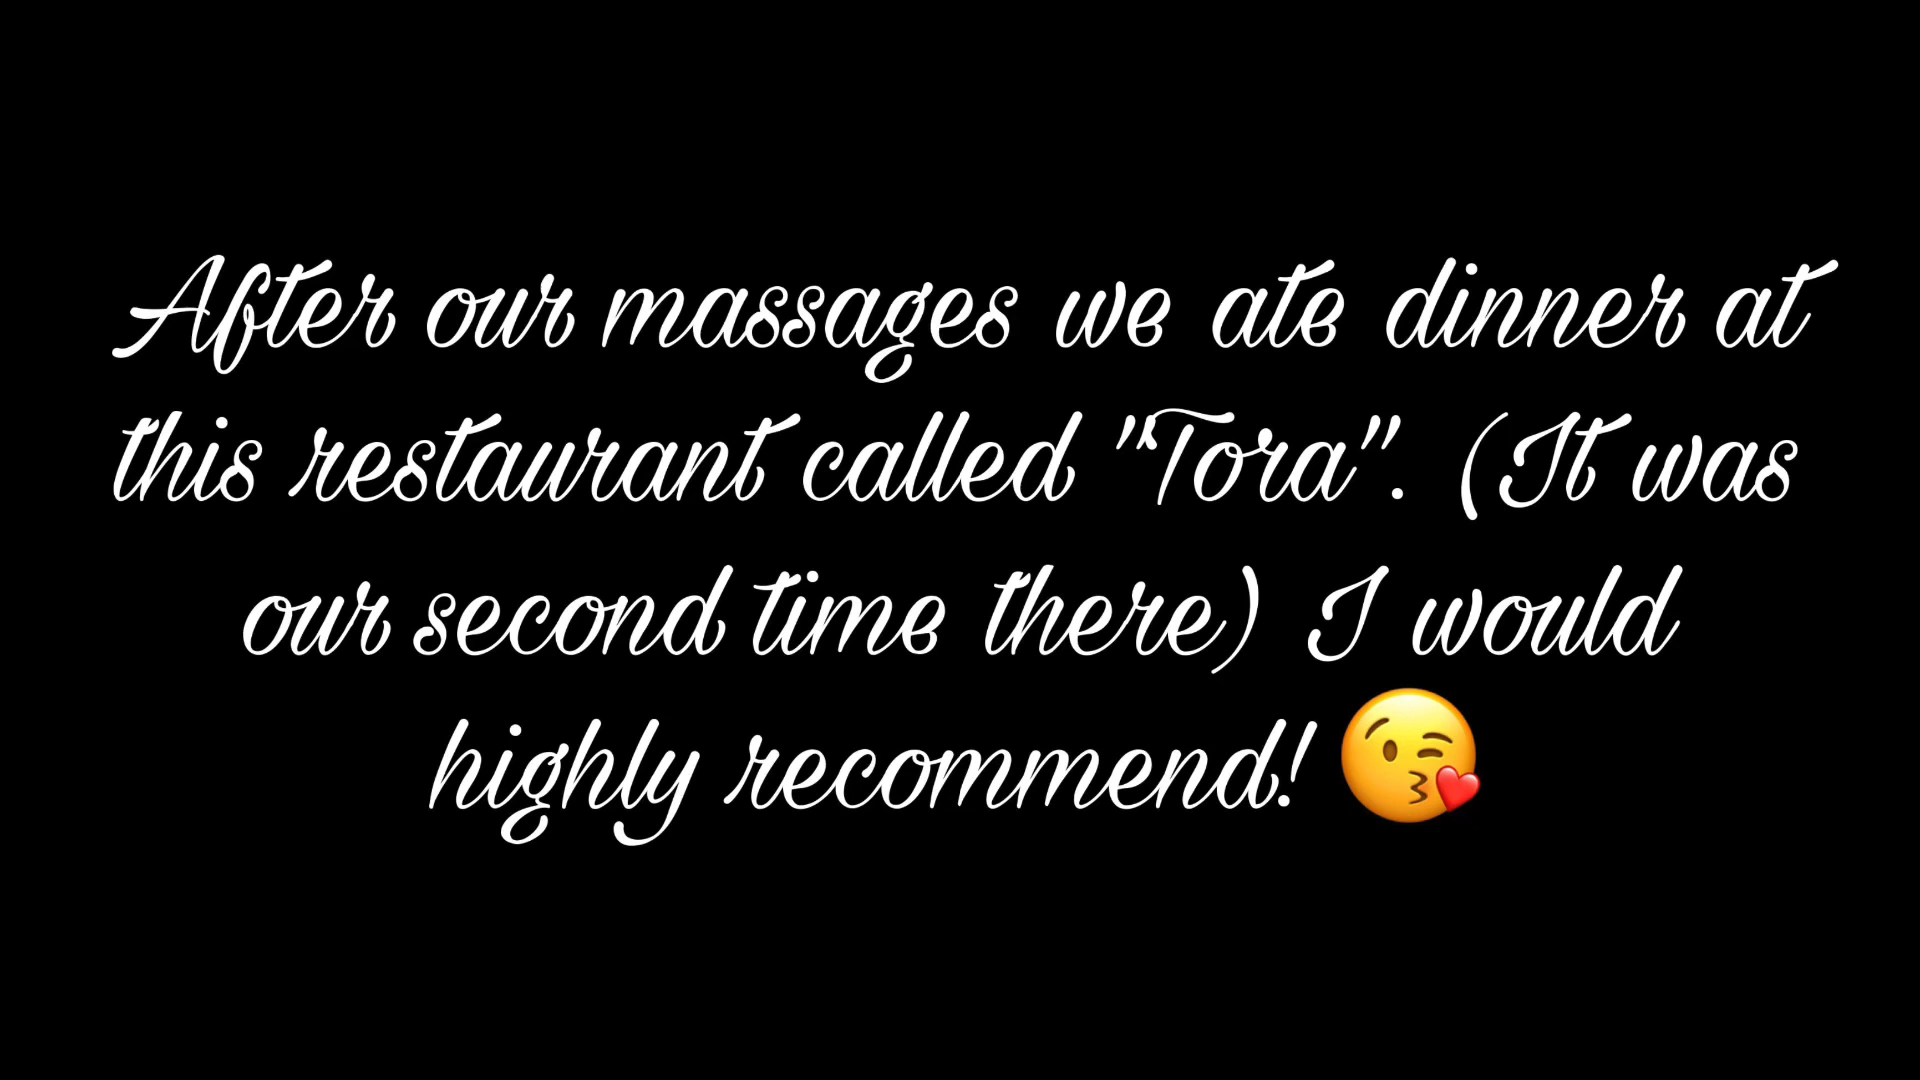 After our massages we ate dinner at
this restaurant called "Tora". (It was
our second time there) I would
highly recommend! 😘